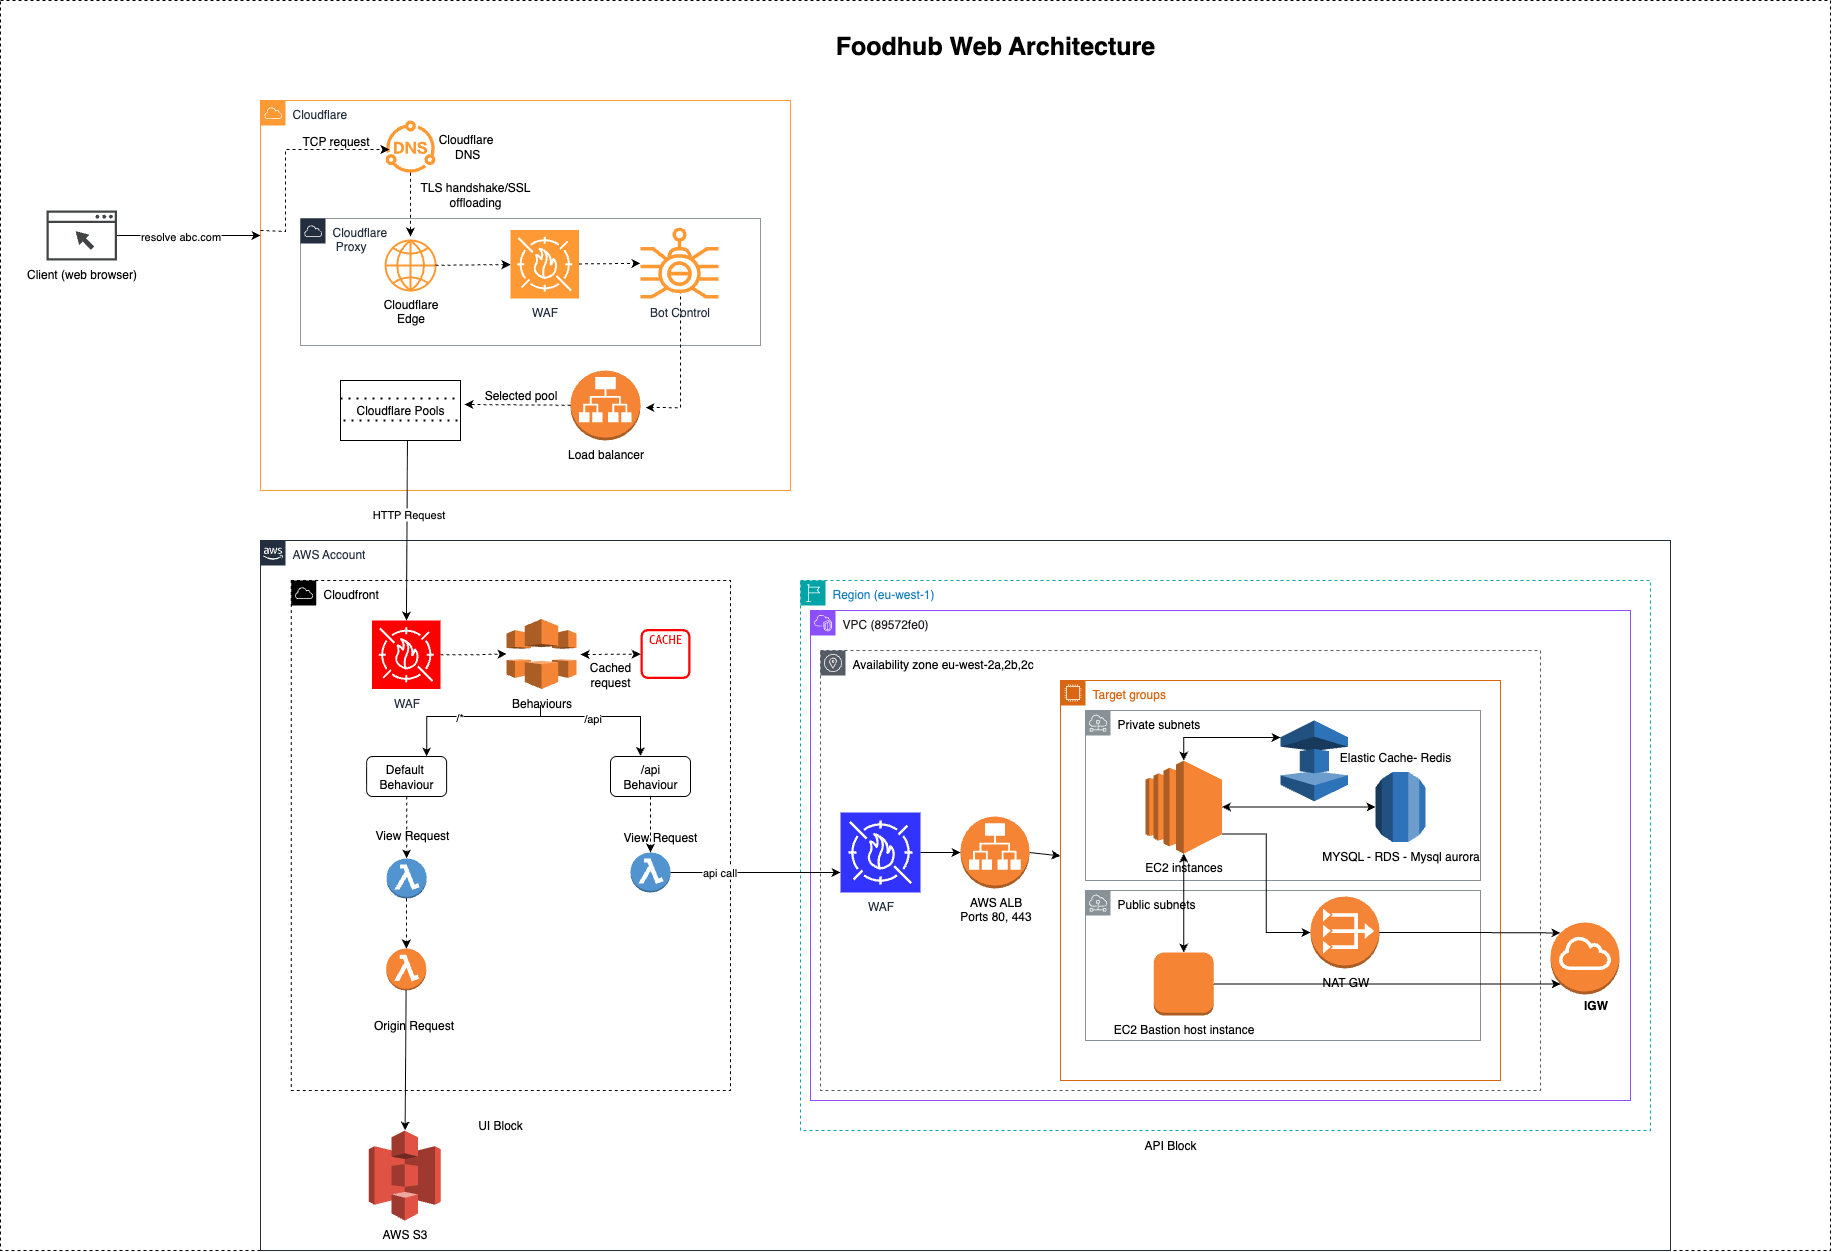 Foodhub Web Architecture
Cloudflare
TCP request
DNS
Cloudflare
DNS
TLS handshake/SSL
offloading
resolve abc.com
Client (web browser)
Cloudflare
Proxy
Cloudflare
Edge
WAF
Bot Control
Selected pool
Cloudflare Pools
Load balancer
HTTP Request
aws
AWS Account
Cloudfront
WAF
Behaviours
CACHE
Cached
request
/*
/api
Default
Behaviour
/api
Behaviour
View Request
View Request
api call
Origin Request
UI Block
AWS S3
Region (eu-west-1)
VPC (89572fe0)
Availability zone eu-west-2a,2b,2c
Target groups
Private subnets
Elastic Cache- Redis
MYSQL - RDS - Mysql aurora
EC2 instances
WAF
AWS ALB
Ports 80, 443
Public subnets
NAT GW
EC2 Bastion host instance
IGW
API Block